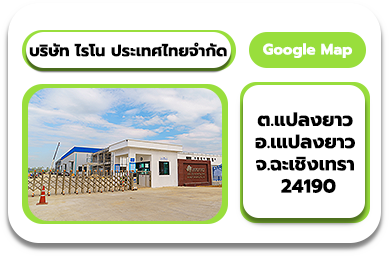 บริษัท ไรโน ประเทศไทยจำกัด
Google Map
ต.แปลงยาว
อ.แปลงยาว
จ.ฉะเชิงเทรา
24190